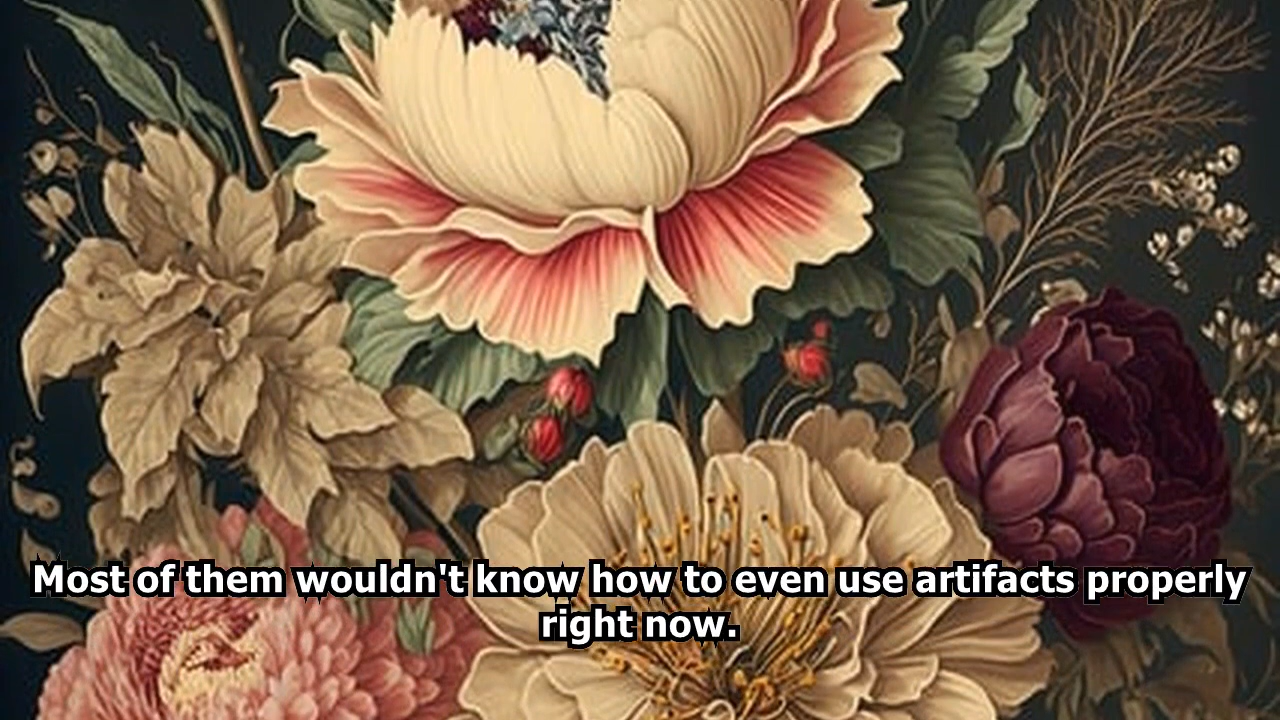 Most of them wouldn't know how to even use artifacts properly
right now.